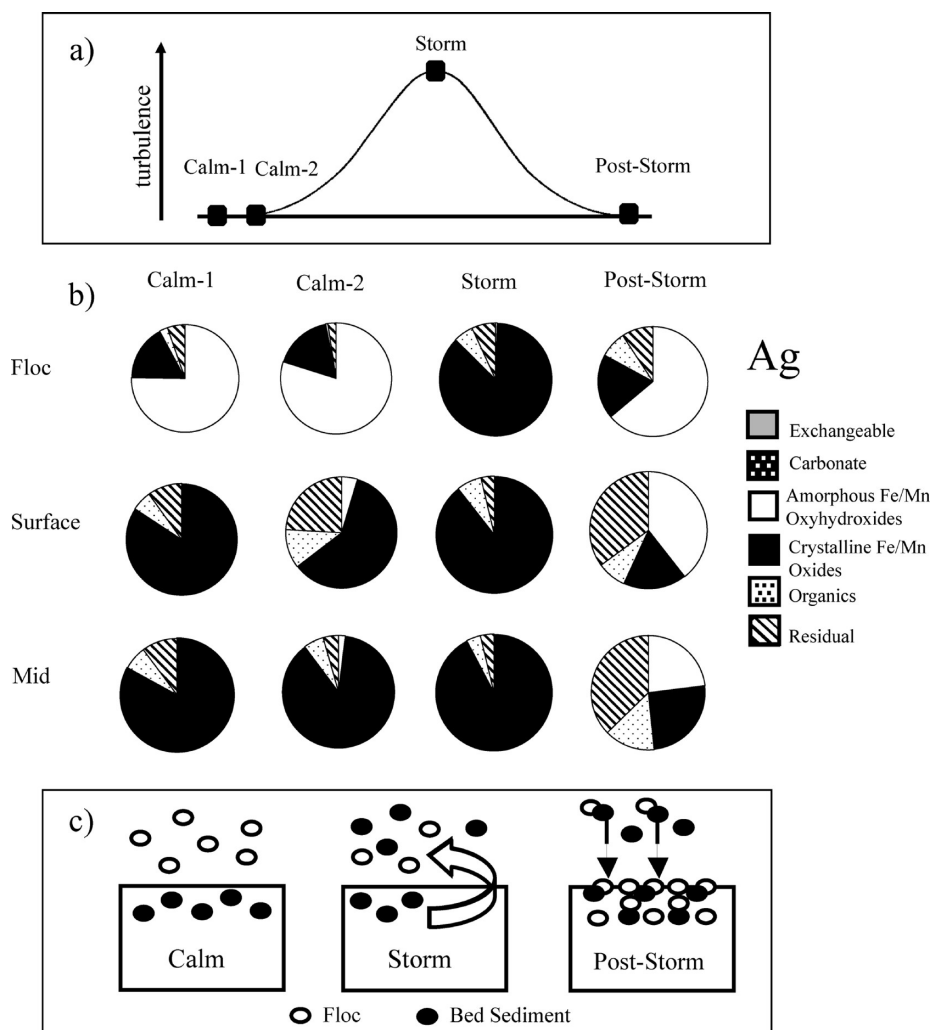 a)
turbulence
Storm
Calm-1
Calm-2
Post-Storm
b)
Calm-1
Calm-2
Storm
Post-Storm
Floc
Surface
Mid
Ag
Exchangeable
Carbonate
Amorphous Fe/Mn
Oxyhydroxides
Crystalline Fe/Mn
Oxides
Organics
Residual
c)
Calm
Storm
Post-Storm
Floc
Bed Sediment